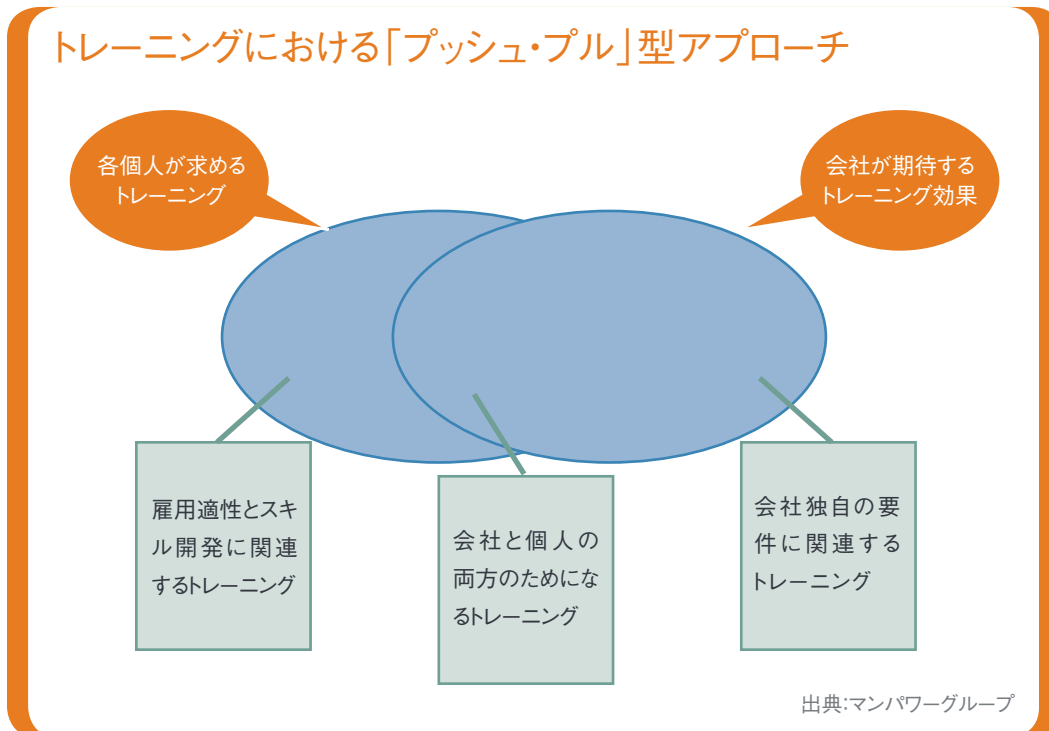 トレーニングにおける「プッシュ・プル」型アプローチ
各個人が求める
トレーニング
会社が期待する
トレーニング効果
雇用適性とスキ
ル開発に関連
するトレーニング
会社と個人の
両方のためにな
るトレーニング
会社独自の要
件に関連する
トレーニング
出典:マンパワーグループ